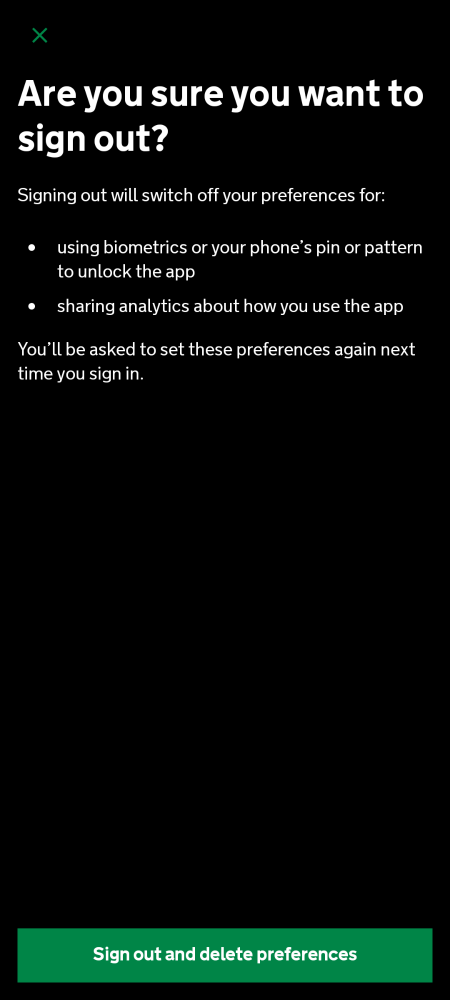 Are you sure you want to
sign out?
Signing out will switch off your preferences for:
• using biometrics or your phone’s pin or pattern
to unlock the app
• sharing analytics about how you use the app
You’ll be asked to set these preferences again next
time you sign in.
Sign out and delete preferences